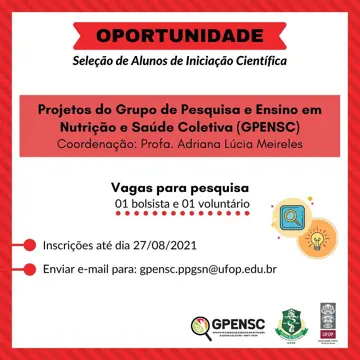 OPORTUNIDADE
Seleção de Alunos de Iniciação Científica
Projetos do Grupo de Pesquisa e Ensino em
Nutrição e Saúde Coletiva (GPENSC)
Coordenação: Profa. Adriana Lúcia Meireles
Vagas para pesquisa
01 bolsista e 01 voluntário
Inscrições até dia 27/08/2021
Enviar e-mail para: gpensc.ppgsn@ufop.edu.br
GPENSC
UFOP